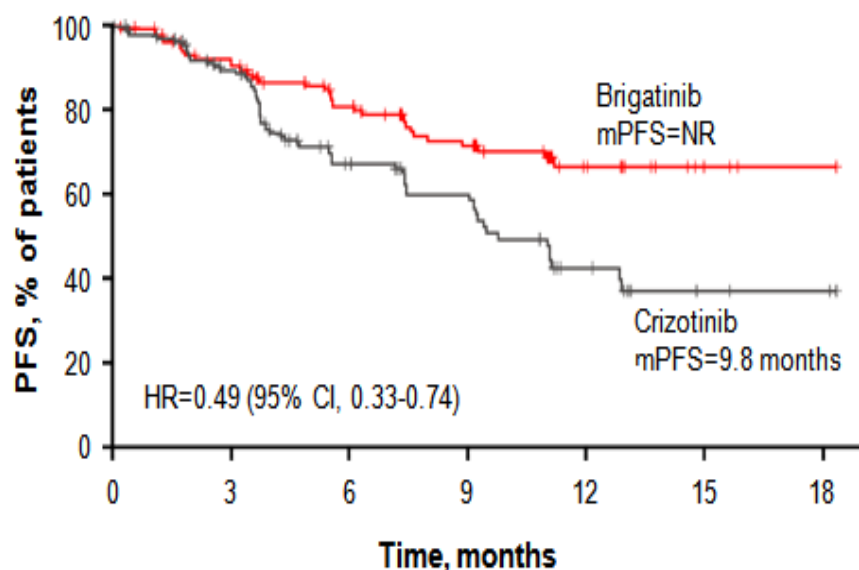 PFS, % of patients
100
80
60
40
20
0
Brigatinib
mPFS=NR
Crizotinib
mPFS=9.8 months
HR=0.49 (95% CI, 0.33-0.74)
0 3 6 9 12 15 18
Time, months